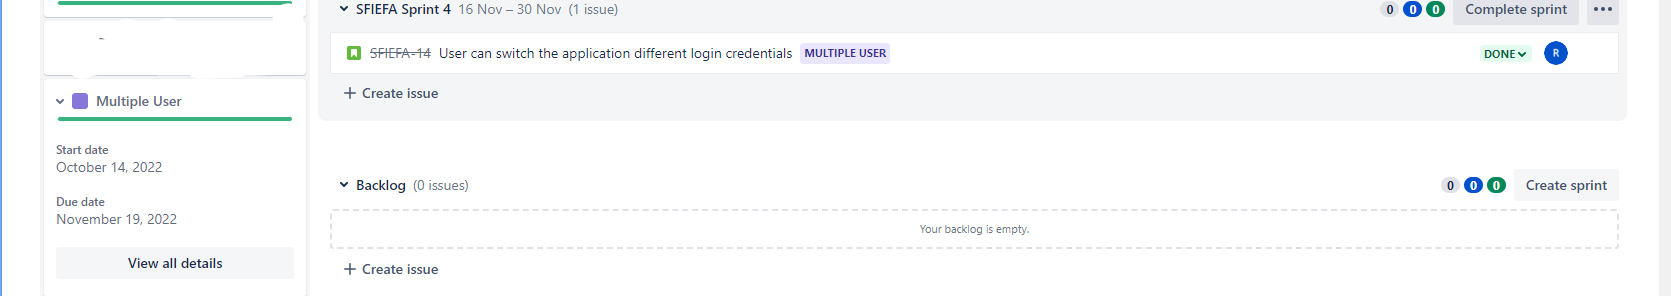 SFIEFA Sprint 4 16 Nov – 30 Nov (1 issue) 0 0 0 Complete sprint
SFIEFA-14 User can switch the application different login credentials MULTIPLE USER DONE R
+ Create issue
Multiple User
Start date
October 14, 2022
Due date
November 19, 2022
View all details
Backlog (0 issues) 0 0 0 Create sprint
Your backlog is empty.
+ Create issue